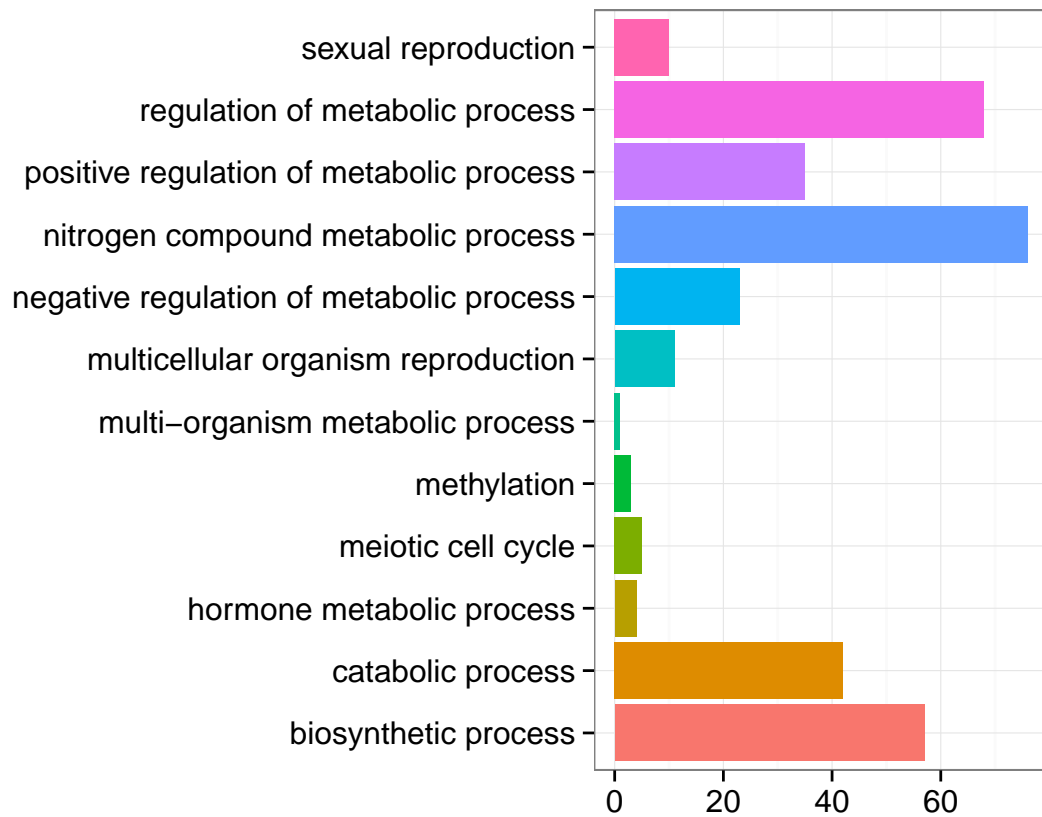 sexual reproduction
regulation of metabolic process
positive regulation of metabolic process
nitrogen compound metabolic process
negative regulation of metabolic process
multicellular organism reproduction
multi−organism metabolic process
methylation
meiotic cell cycle
hormone metabolic process
catabolic process
biosynthetic process
0 20 40 60